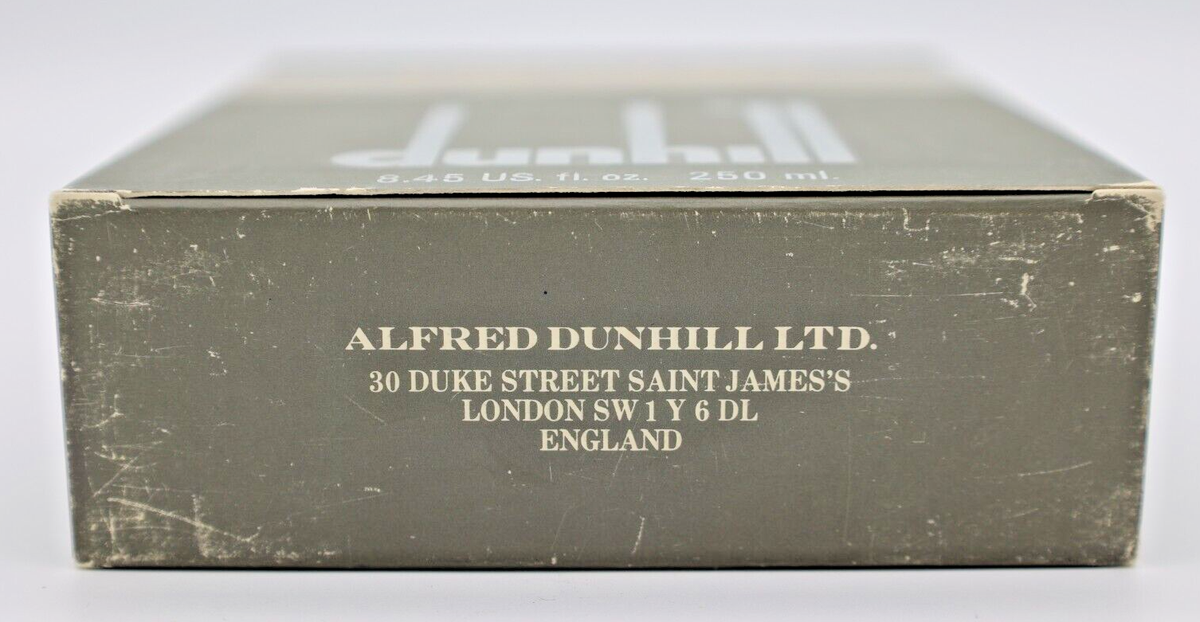 dunhill
8.45 US. fl. oz. 250 ml.
ALFRED DUNHILL LTD.
30 DUKE STREET SAINT JAMES'S
LONDON SW 1 Y 6 DL
ENGLAND